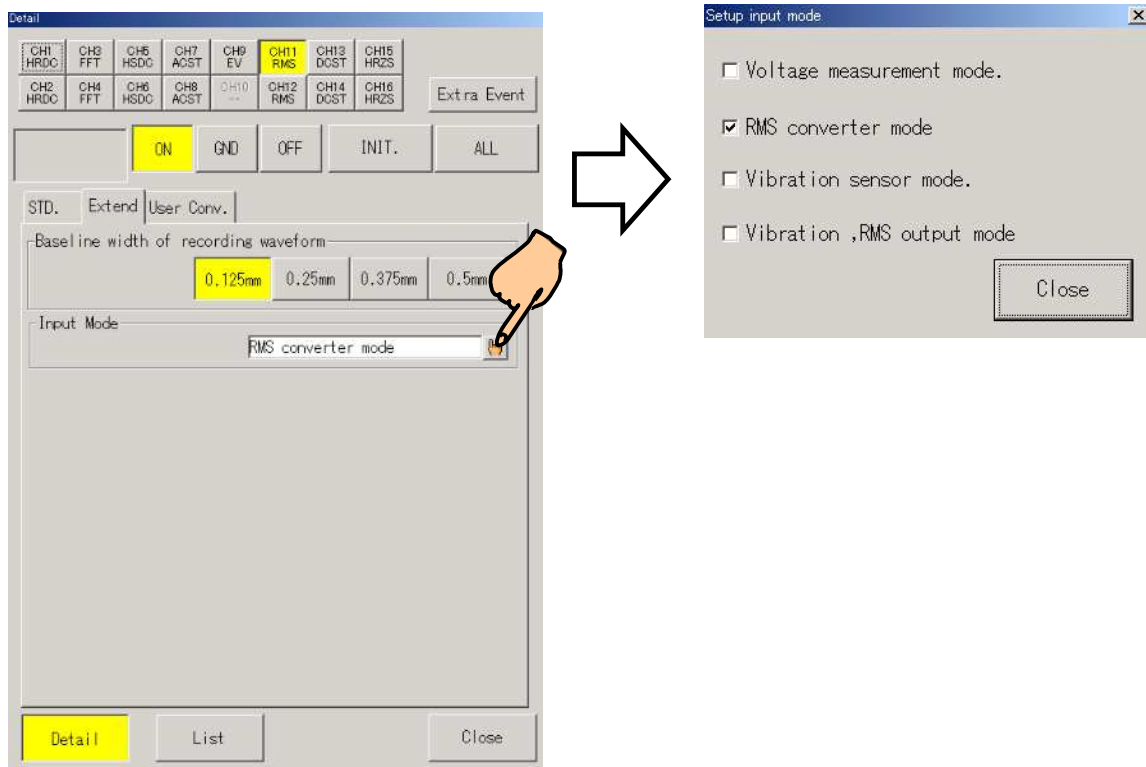 Detail
CH1 HRDC
CH3 FFT
CH5 HSDC
CH7 ACST
CH9 EV
CH11 RMS
CH13 DCST
CH15 HRZS
CH2 HRDC
CH4 FFT
CH6 HSDC
CH8 ACST
CH10 --
CH12 RMS
CH14 DCST
CH16 HRZS
Extra Event
ON
GND
OFF
INIT.
ALL
STD.
Extend
User Conv.
Baseline width of recording waveform
0.125mm
0.25mm
0.375mm
0.5mm
Input Mode
RMS converter mode
Detail
List
Close
Setup input mode
Voltage measurement mode.
RMS converter mode
Vibration sensor mode.
Vibration ,RMS output mode
Close